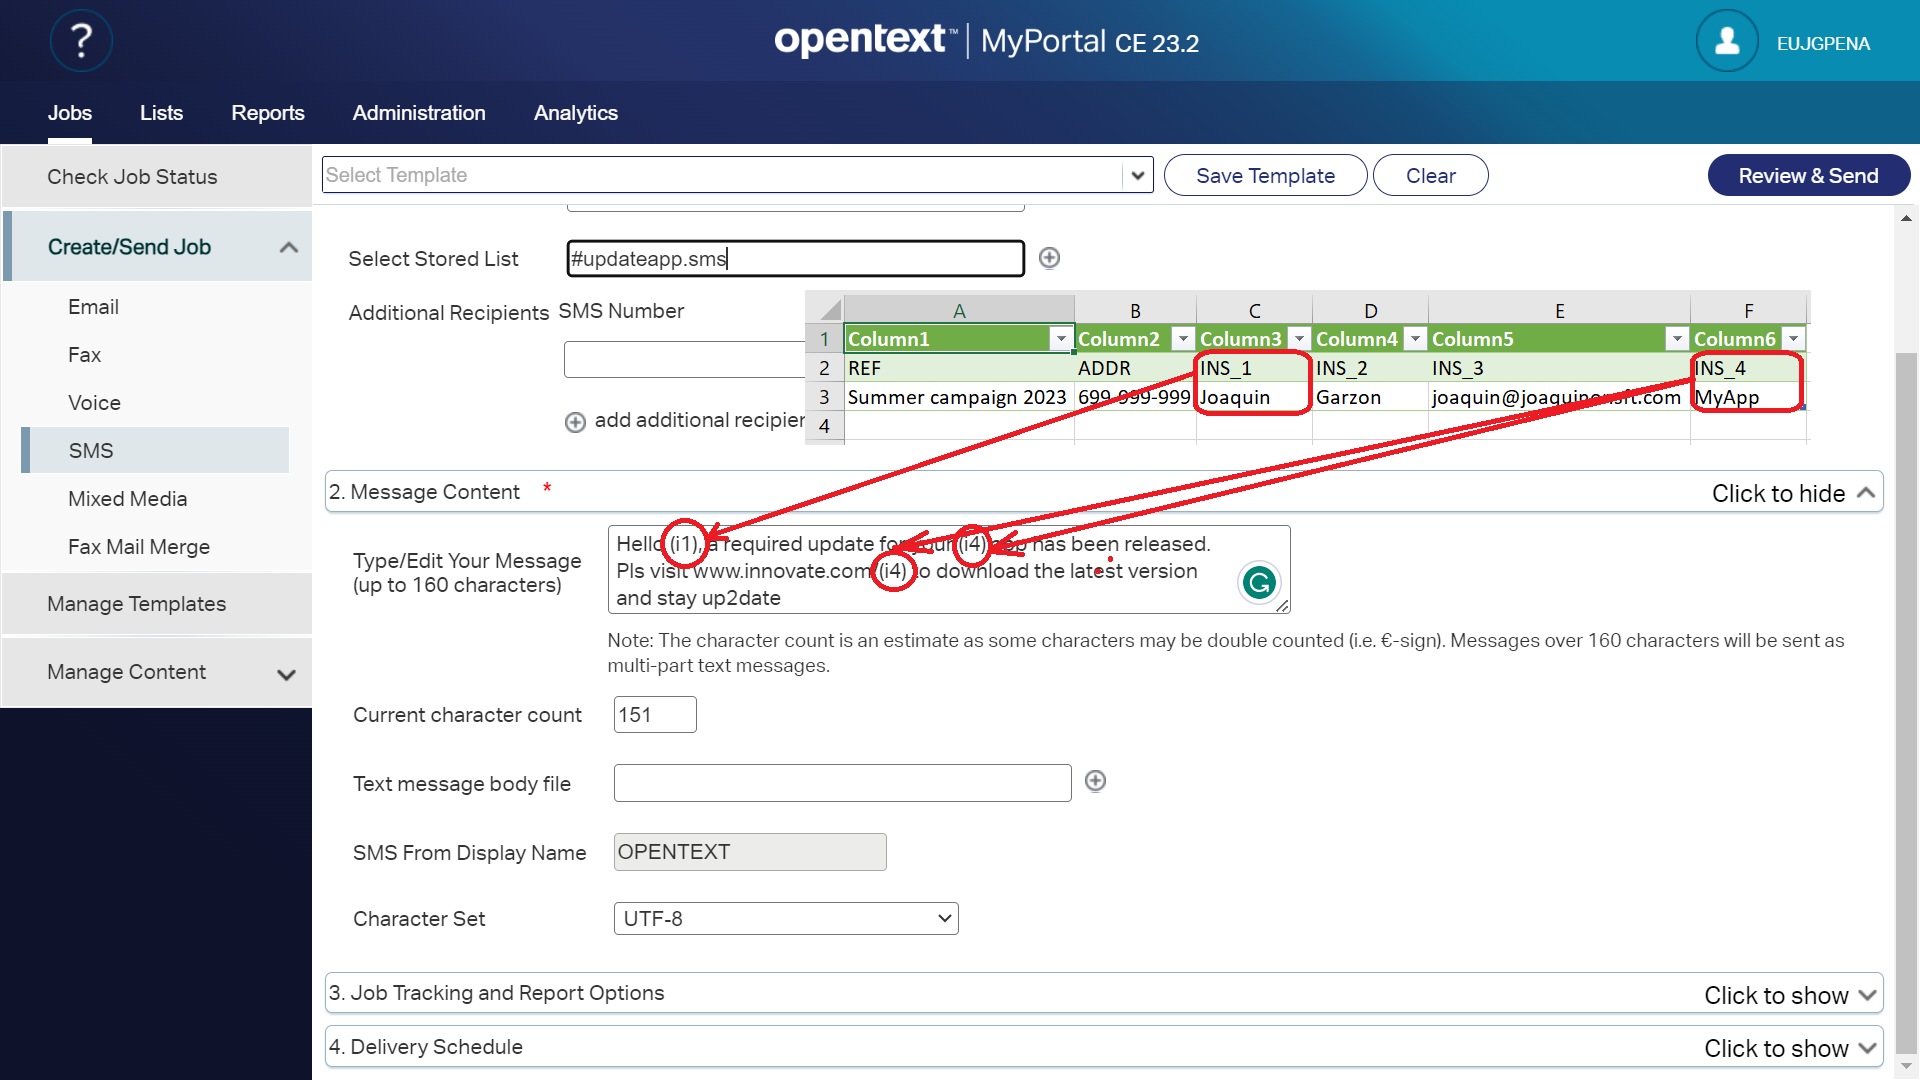 ?
opentext™ | MyPortal CE 23.2
EUJGPENA
Jobs
Lists
Reports
Administration
Analytics
Check Job Status
Create/Send Job
Email
Fax
Voice
SMS
Mixed Media
Fax Mail Merge
Manage Templates
Manage Content
Select Template
Save Template
Clear
Review & Send
Select Stored List
#updateapp.sms
Additional Recipients
SMS Number
add additional recipier
A B C D E F
1 Column1 Column2 Column3 Column4 Column5 Column6
2 REF ADDR INS_1 INS_2 INS_3 INS_4
3 Summer campaign 2023 699-999-999 Joaquin Garzon joaquin@joaquinonsft.com MyApp
4
2. Message Content *
Click to hide
Type/Edit Your Message
(up to 160 characters)
Hello (i1), a required update for your (i4) app has been released.
Pls visit www.innovate.com/(i4) to download the latest version
and stay up2date
G
Note: The character count is an estimate as some characters may be double counted (i.e. €-sign). Messages over 160 characters will be sent as
multi-part text messages.
Current character count
151
Text message body file
SMS From Display Name
OPENTEXT
Character Set
UTF-8
3. Job Tracking and Report Options
Click to show
4. Delivery Schedule
Click to show